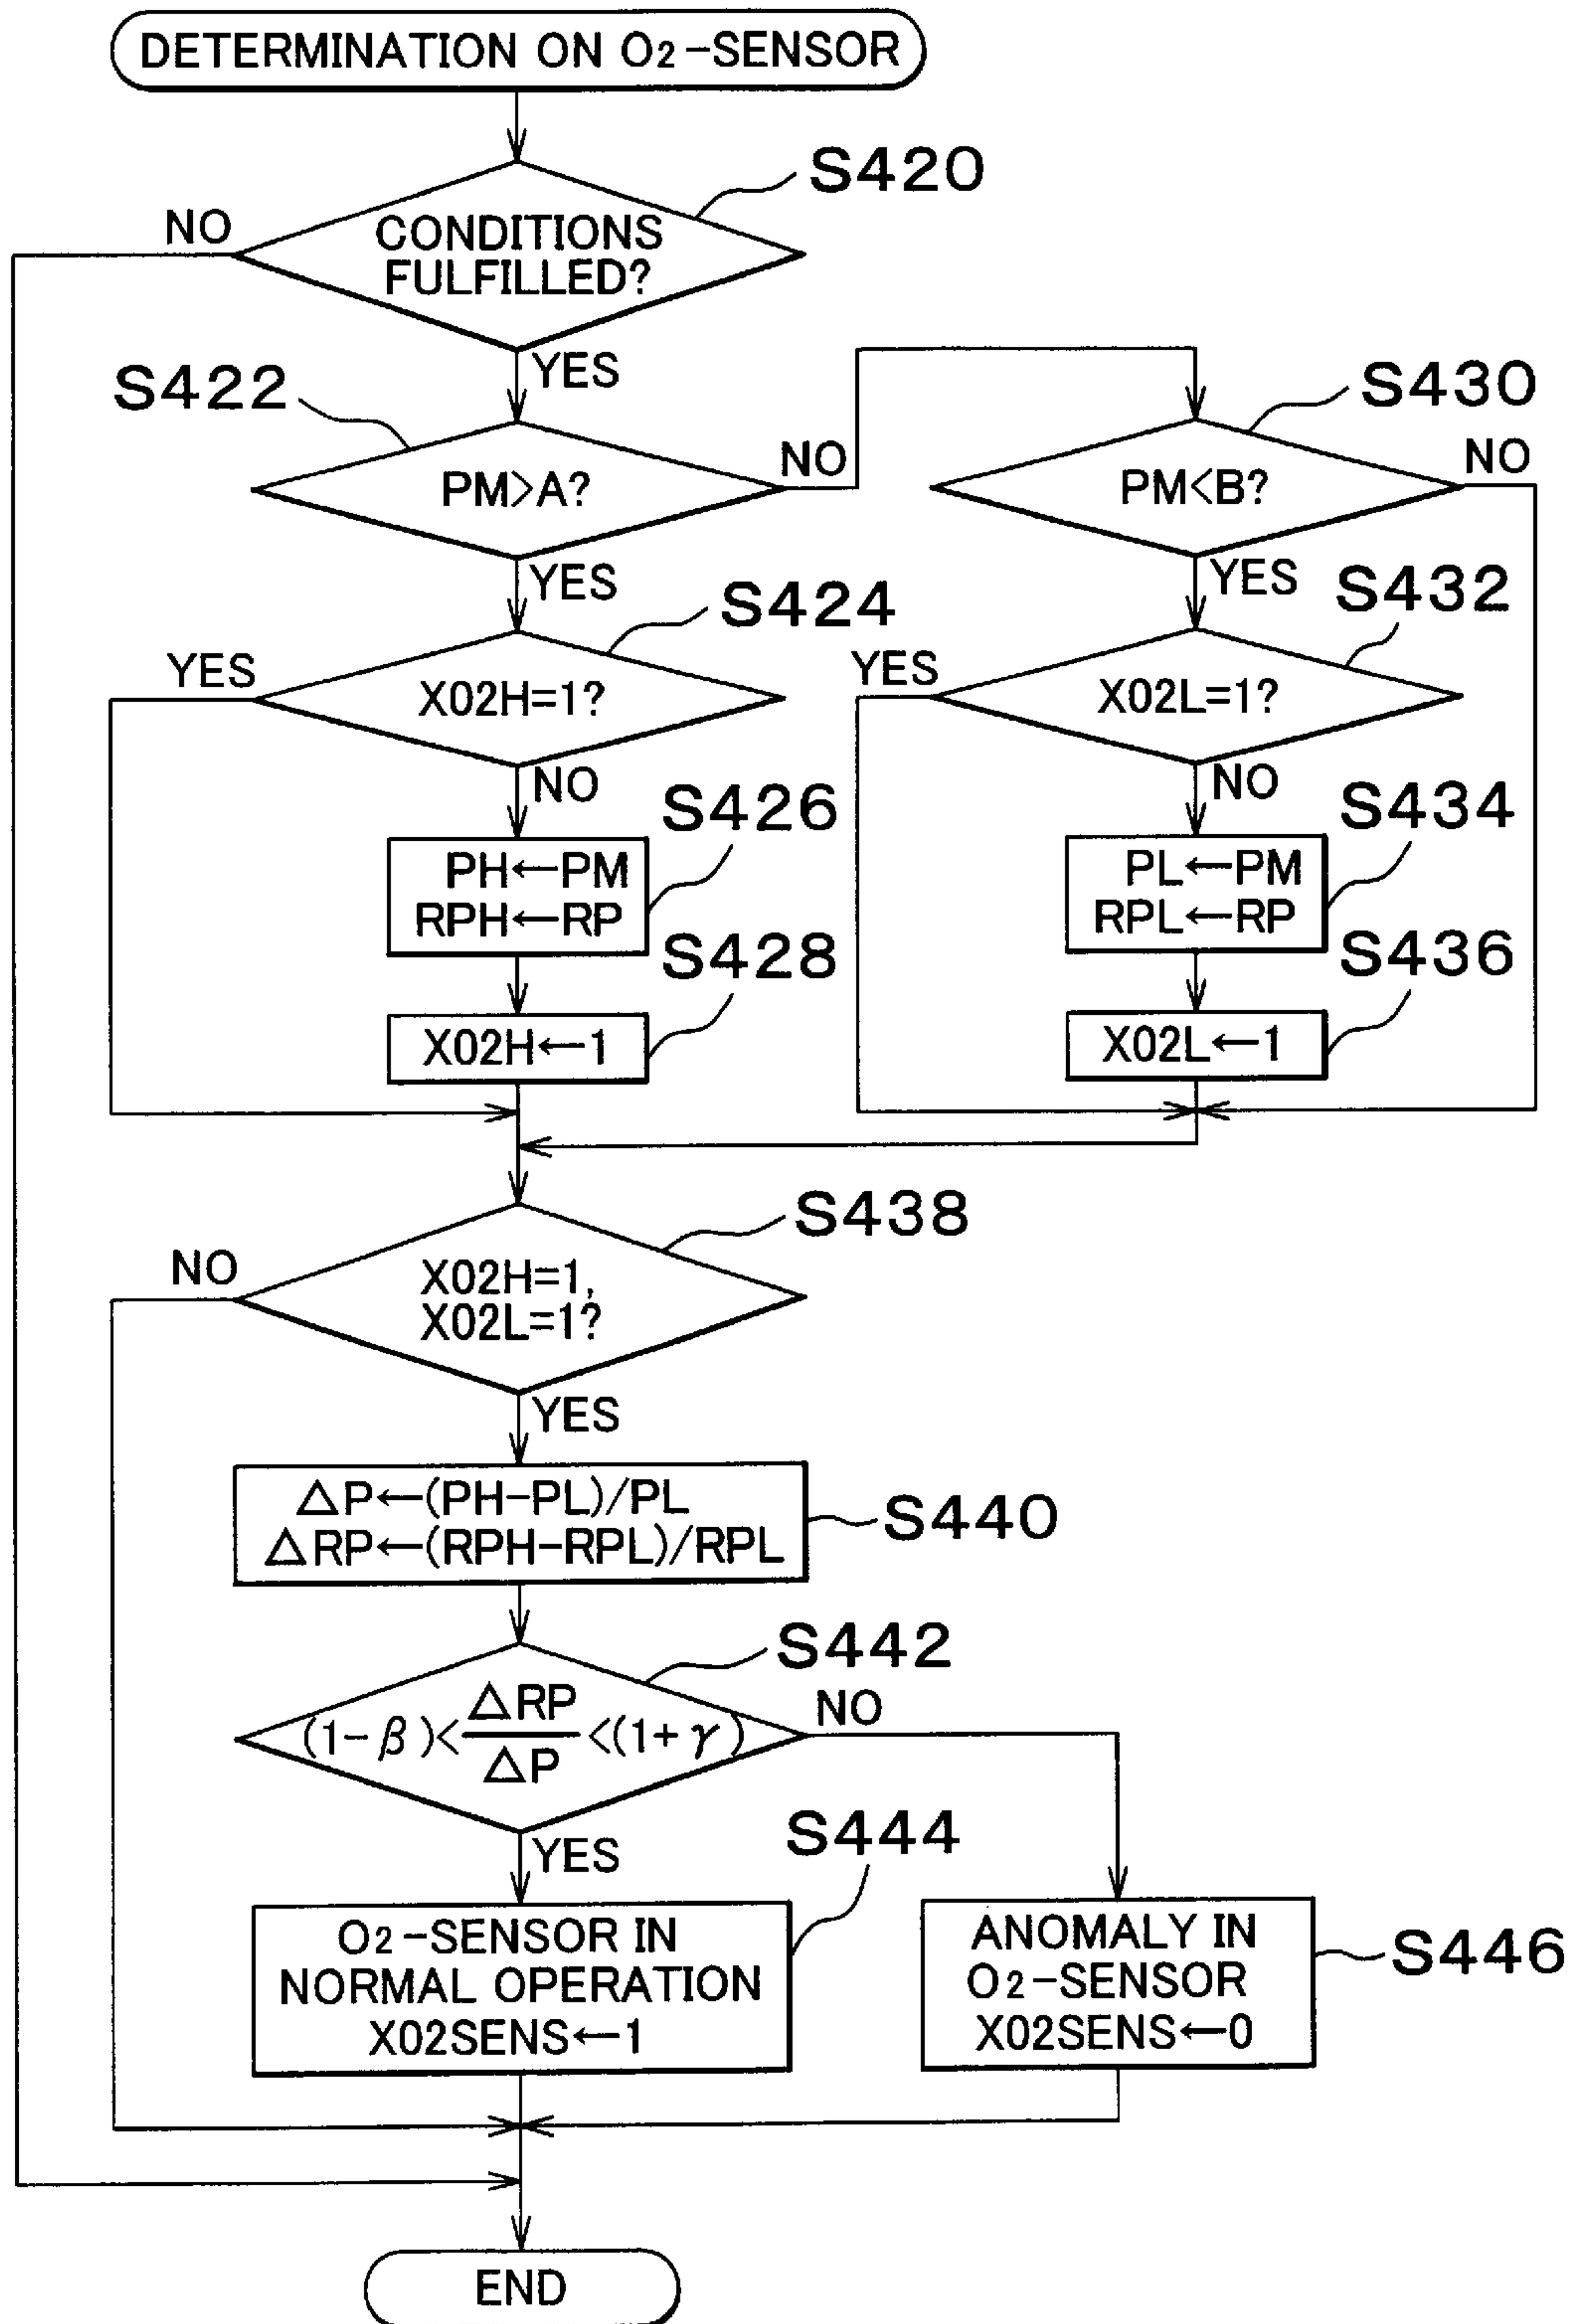 DETERMINATION ON O2-SENSOR
S420
NO
CONDITIONS
FULFILLED?
YES
S422
S430
PM>A?
NO
PM<B?
NO
YES
YES
S424
S432
YES
X02H=1?
YES
X02L=1?
NO
NO
S426
S434
PH←PM
RPH←RP
PL←PM
RPL←RP
S428
S436
X02H←1
X02L←1
S438
NO
X02H=1,
X02L=1?
YES
△P←(PH-PL)/PL
△RP←(RPH-RPL)/RPL
S440
S442
(1-β)<△RP/△P<(1+γ)
NO
YES
S444
O2-SENSOR IN
NORMAL OPERATION
X02SENS←1
ANOMALY IN
O2-SENSOR
X02SENS←0
S446
END